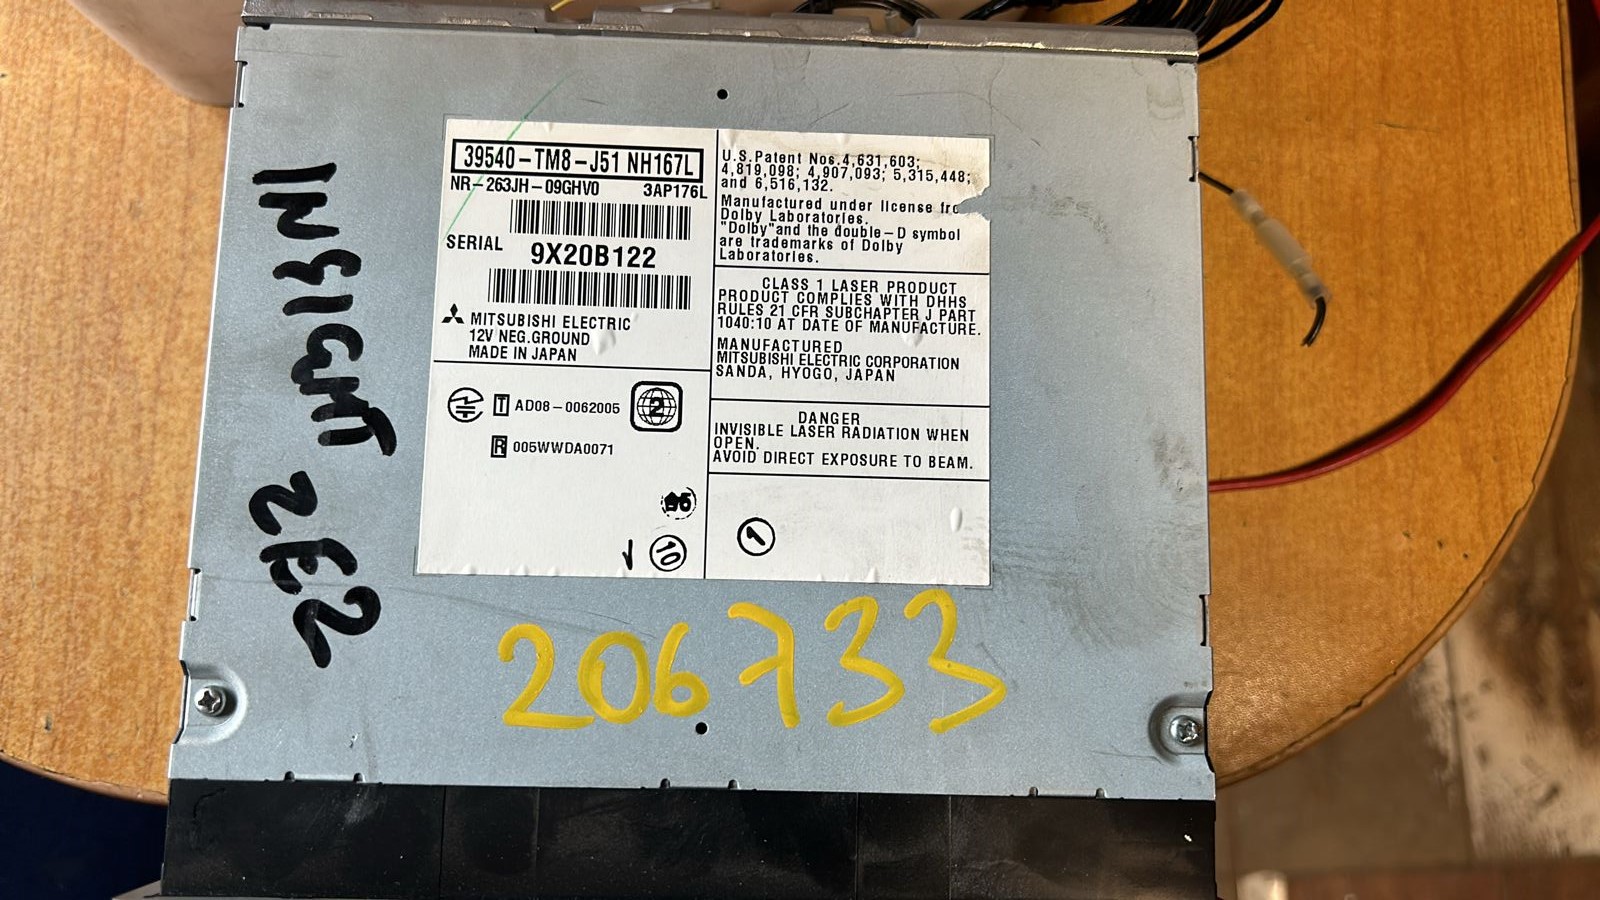 39540-TM8-J51 NH167L
NR-263JH-09GHV0 3AP176L
SERIAL 9X20B122
MITSUBISHI ELECTRIC
12V NEG.GROUND
MADE IN JAPAN
T AD08-0062005
2
R 005WWDA0071
10
U.S.Patent Nos.4,631,603;
4,819,098; 4,907,093; 5,315,448;
and 6,516,132.
Manufactured under license fro
Dolby Laboratories.
"Dolby"and the double-D symbol
are trademarks of Dolby
Laboratories.
CLASS 1 LASER PRODUCT
PRODUCT COMPLIES WITH DHHS
RULES 21 CFR SUBCHAPTER J PART
1040:10 AT DATE OF MANUFACTURE.
MANUFACTURED
MITSUBISHI ELECTRIC CORPORATION
SANDA, HYOGO, JAPAN
DANGER
INVISIBLE LASER RADIATION WHEN
OPEN.
AVOID DIRECT EXPOSURE TO BEAM.
1
INSIGHT ZE2
206733